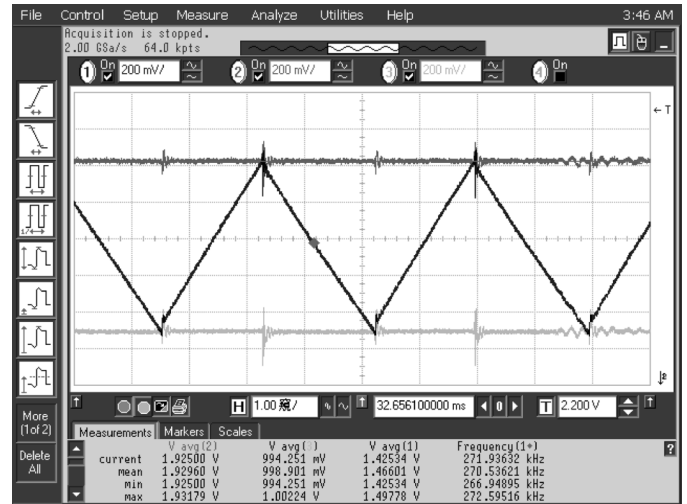 File Control Setup Measure Analyze Utilities Help 3:46 AM
Acquisition is stopped.
2.00 GSa/s 64.0 kpts
1 On 200 mV/ 2 On 200 mV/ 3 On 200 mV/ 4 On
T
2
H 1.00 窺/ 32.656100000 ms 0 T 2.200 V
More
(1of 2)
Delete
All
Measurements Markers Scales
V avg(2) V avg(3) V avg(1) Frequency(1+)
current 1.92500 V 994.251 mV 1.42534 V 271.93632 kHz
mean 1.92960 V 998.901 mV 1.46601 V 270.53621 kHz
min 1.92500 V 994.251 mV 1.42534 V 266.94895 kHz
max 1.93179 V 1.00224 V 1.49778 V 272.59516 kHz
?